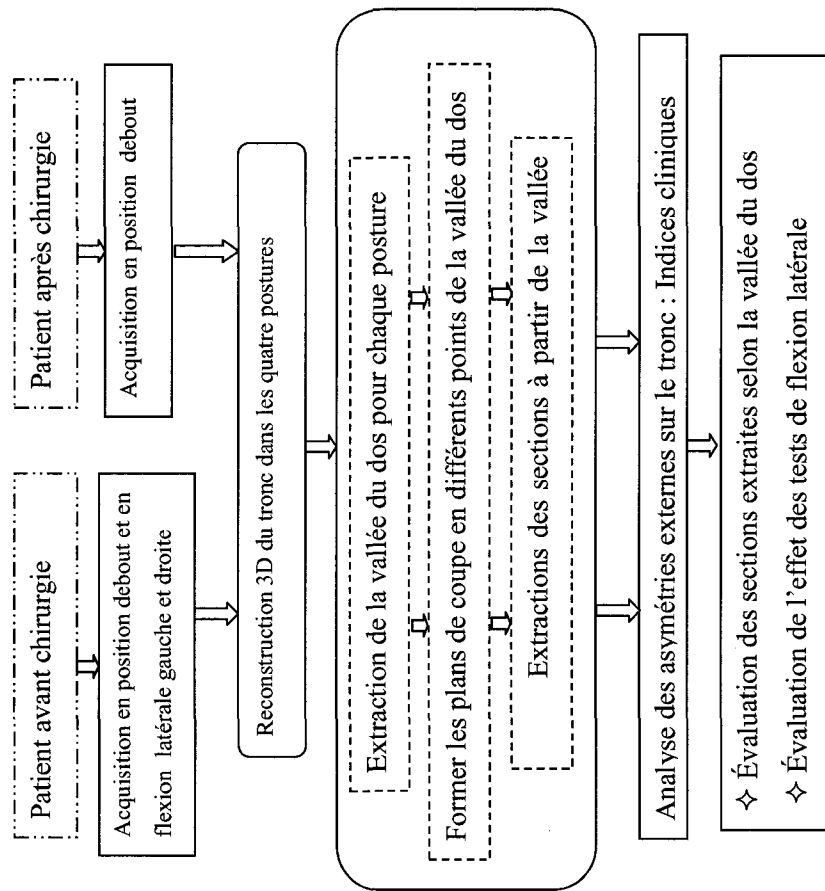 Patient avant chirurgie
Patient après chirurgie
Acquisition en position debout et en
flexion latérale gauche et droite
Acquisition en position debout
Reconstruction 3D du tronc dans les quatre postures
Extraction de la vallée du dos pour chaque posture
Former les plans de coupe en différents points de la vallée du dos
Extractions des sections à partir de la vallée
Analyse des asymétries externes sur le tronc : Indices cliniques
✧ Évaluation des sections extraites selon la vallée du dos
✧ Évaluation de l'effet des tests de flexion latérale